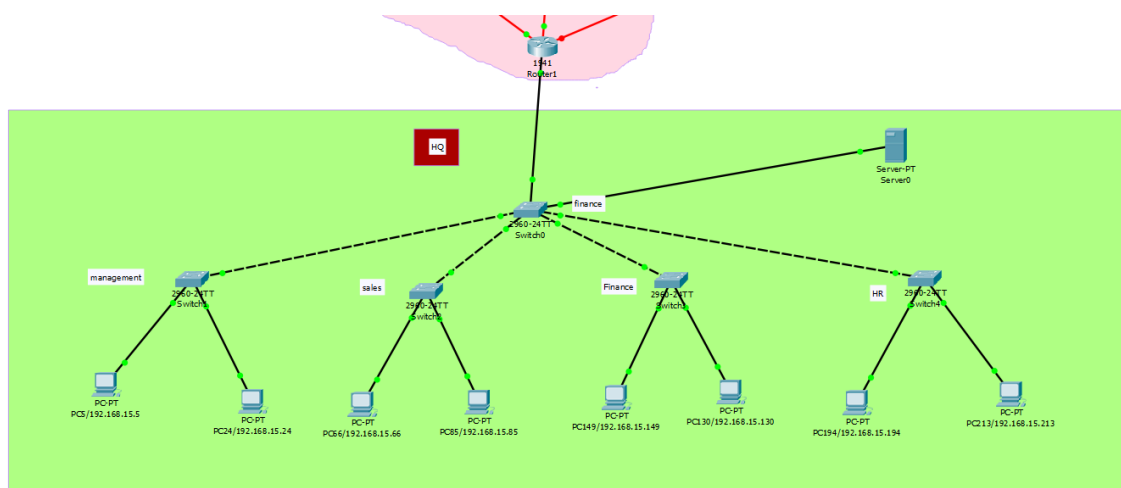 1941
Router1
HQ
Server-PT
Server0
finance
2960-24TT
Switch0
management
2960-24TT
sales
2960-24TT
Finance
2960-24TT
HR
2960-24TT
Switch4
PC-PT
PC5/192.168.15.5
PC-PT
PC24/192.168.15.24
PC-PT
PC66/192.168.15.66
PC-PT
PC85/192.168.15.85
PC-PT
PC149/192.168.15.149
PC-PT
PC130/192.168.15.130
PC-PT
PC194/192.168.15.194
PC-PT
PC213/192.168.15.213